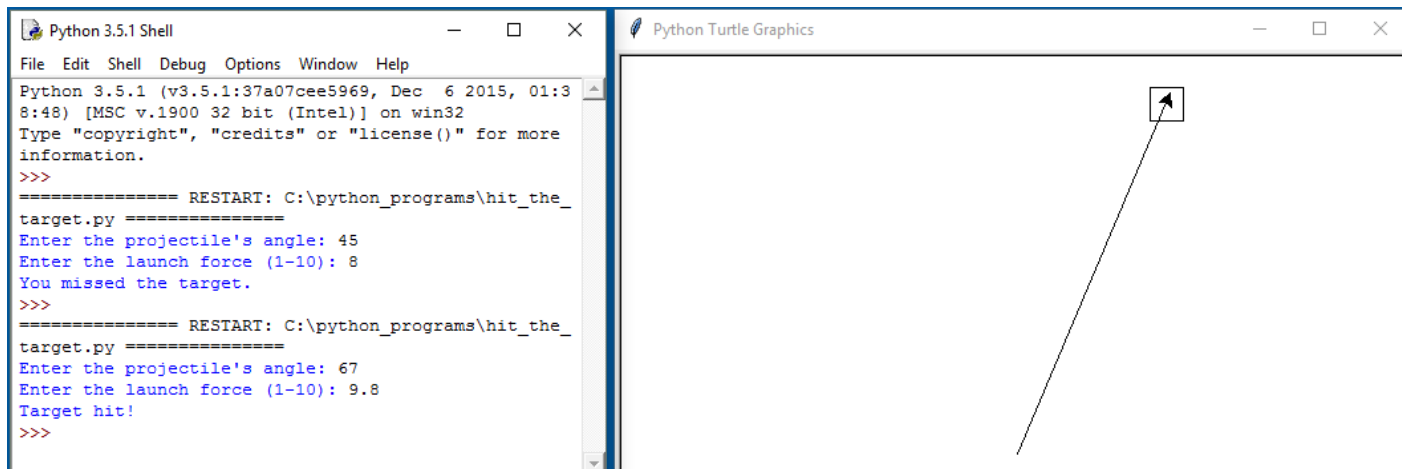 Python 3.5.1 Shell
File Edit Shell Debug Options Window Help
Python 3.5.1 (v3.5.1:37a07cee5969, Dec  6 2015, 01:3
8:48) [MSC v.1900 32 bit (Intel)] on win32
Type "copyright", "credits" or "license()" for more
information.
>>>
=============== RESTART: C:\python_programs\hit_the_
target.py ===============
Enter the projectile's angle: 45
Enter the launch force (1-10): 8
You missed the target.
>>>
=============== RESTART: C:\python_programs\hit_the_
target.py ===============
Enter the projectile's angle: 67
Enter the launch force (1-10): 9.8
Target hit!
>>>
Python Turtle Graphics